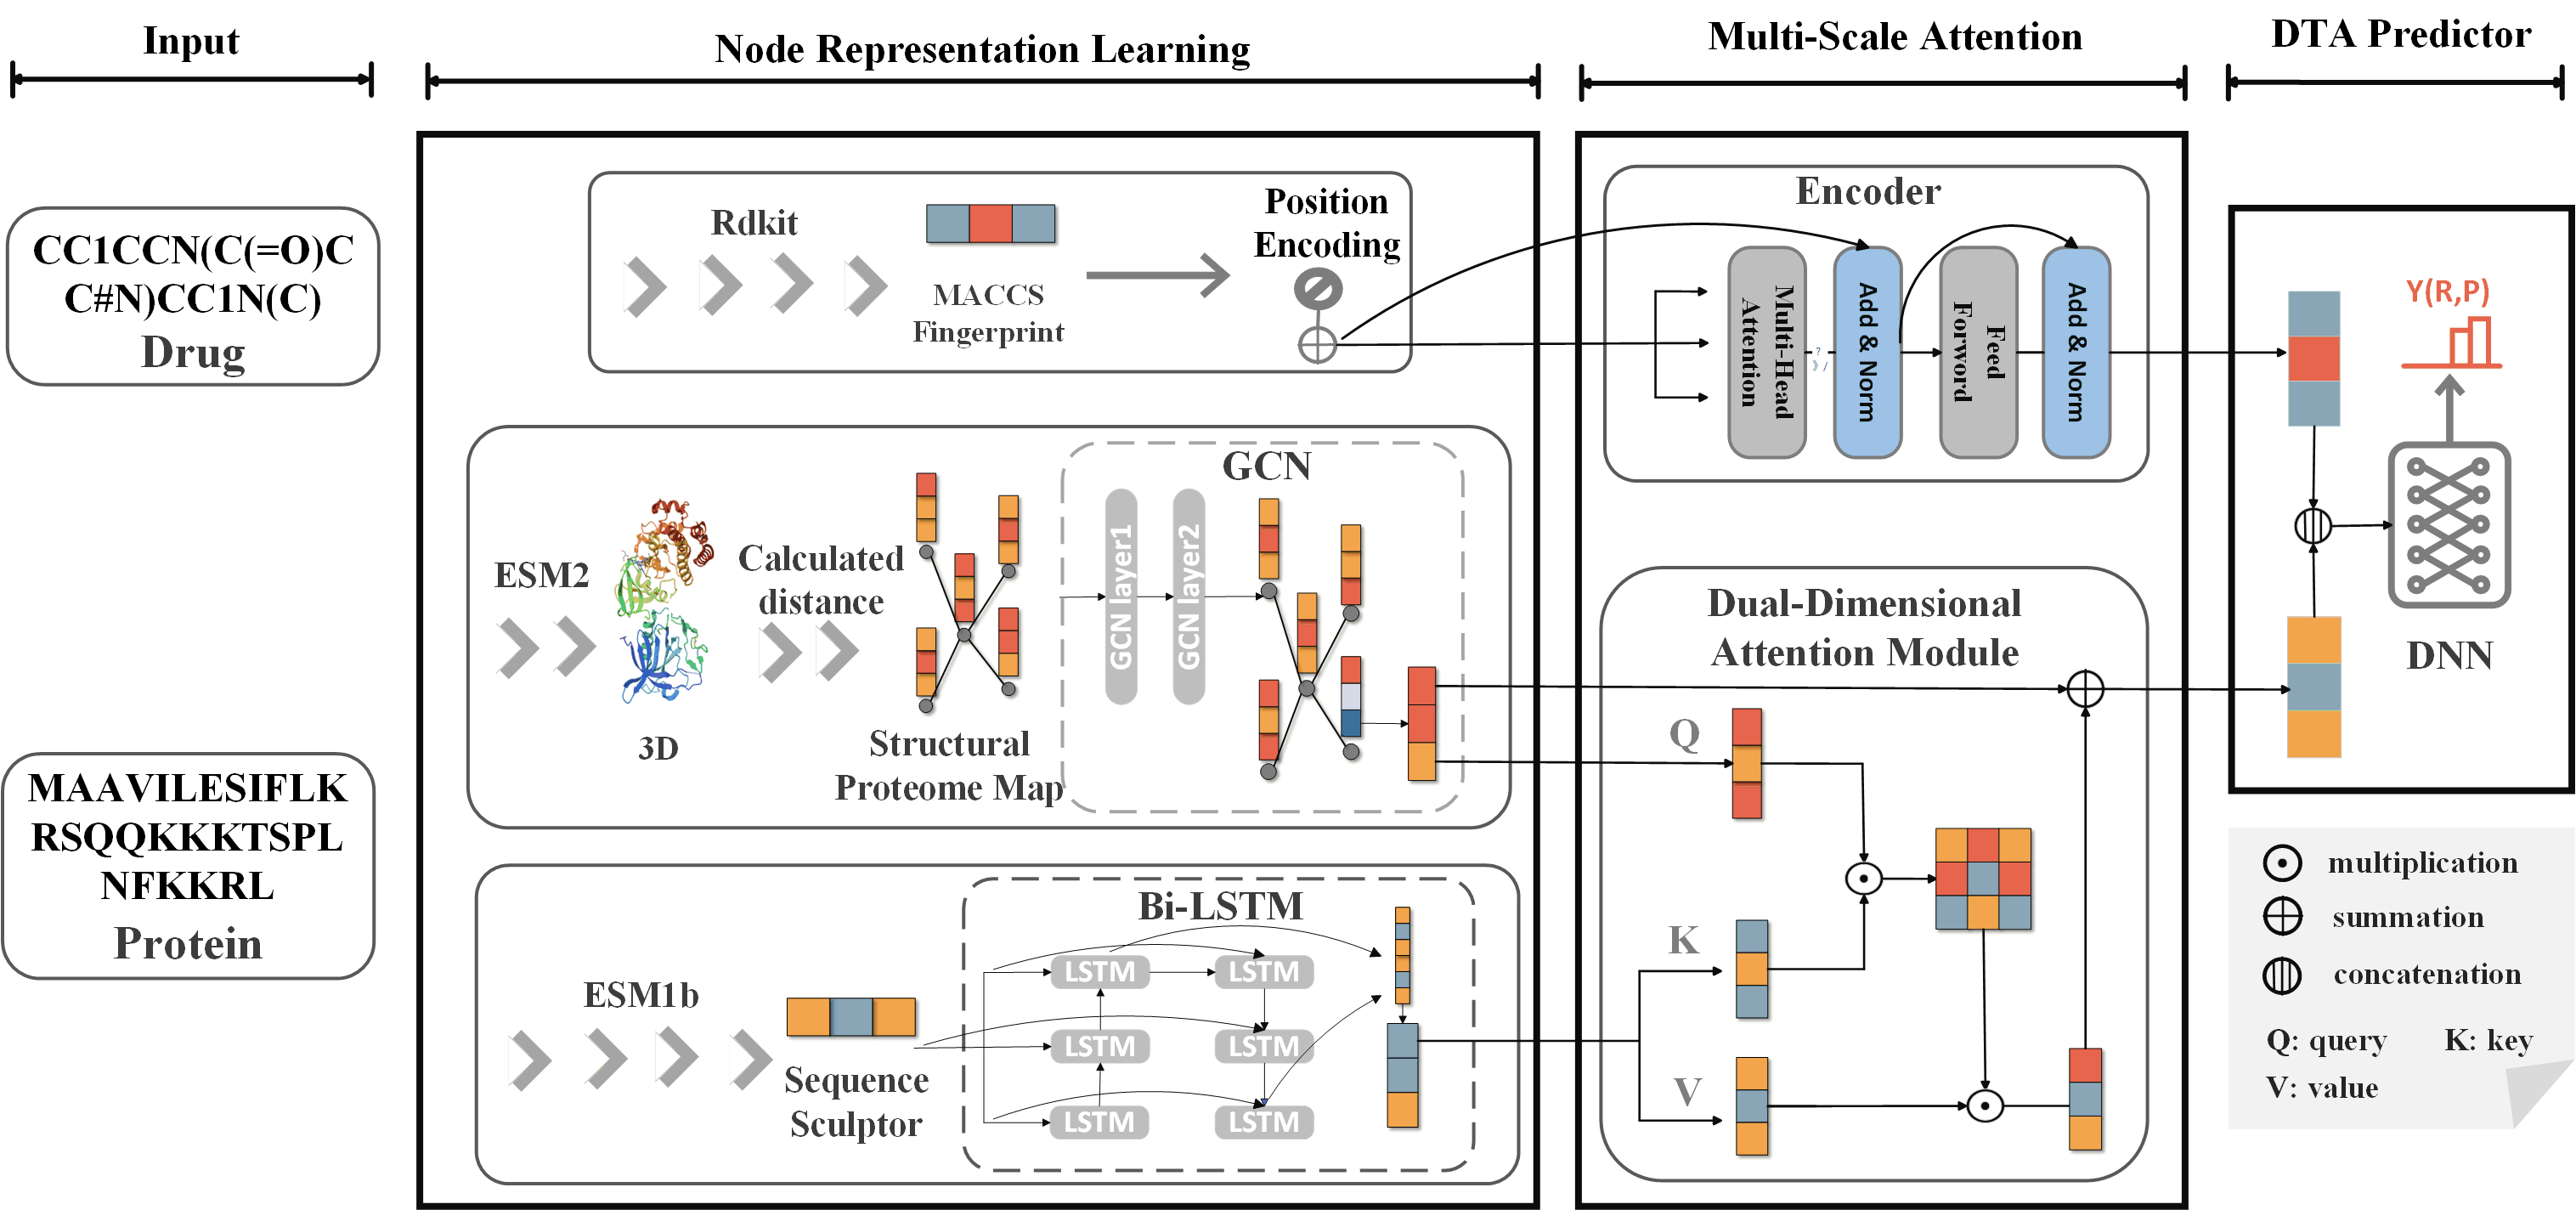 Input
Node Representation Learning
Multi-Scale Attention
DTA Predictor
CC1CCN(C(=O)C
C#N)CC1N(C)
Drug
MAAVILESIFLK
RSQQKKKTSPL
NFKKRL
Protein
Rdkit
MACCS
Fingerprint
Position
Encoding
ESM2
3D
Calculated
distance
Structural
Proteome Map
GCN
GCN layer1
GCN layer2
ESM1b
Sequence
Sculptor
Bi-LSTM
LSTM
LSTM
LSTM
LSTM
LSTM
LSTM
Encoder
Multi-Head
Attention
Add & Norm
Feed
Forword
Add & Norm
Dual-Dimensional
Attention Module
Q
K
V
Y(R,P)
DNN
multiplication
summation
concatenation
Q: query K: key
V: value